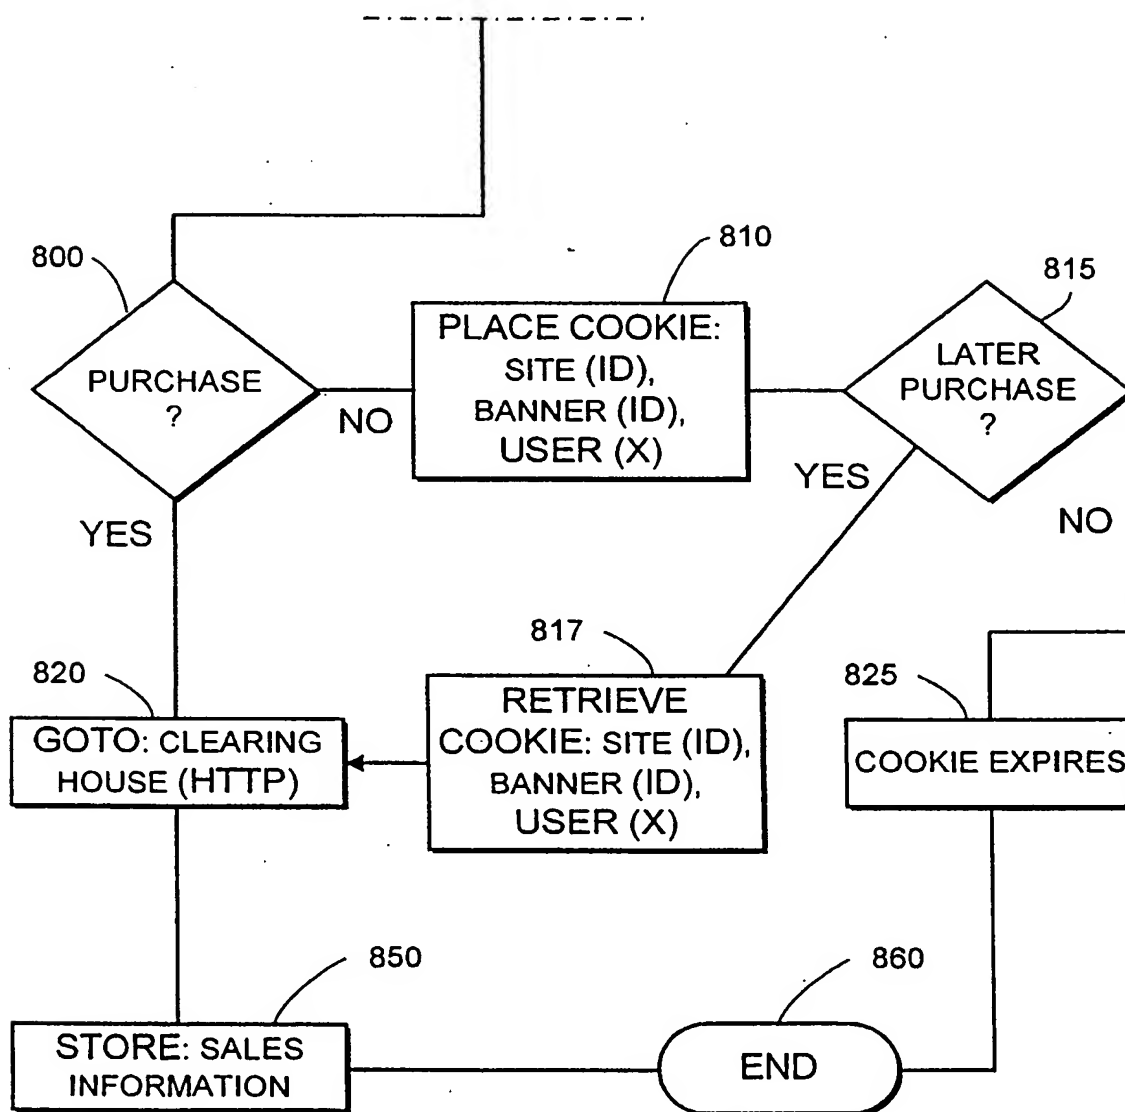 800
PURCHASE
?
NO
YES
810
PLACE COOKIE:
SITE (ID),
BANNER (ID),
USER (X)
815
LATER
PURCHASE
?
YES
NO
817
RETRIEVE
COOKIE: SITE (ID),
BANNER (ID),
USER (X)
820
GOTO: CLEARING
HOUSE (HTTP)
825
COOKIE EXPIRES
850
STORE: SALES
INFORMATION
860
END